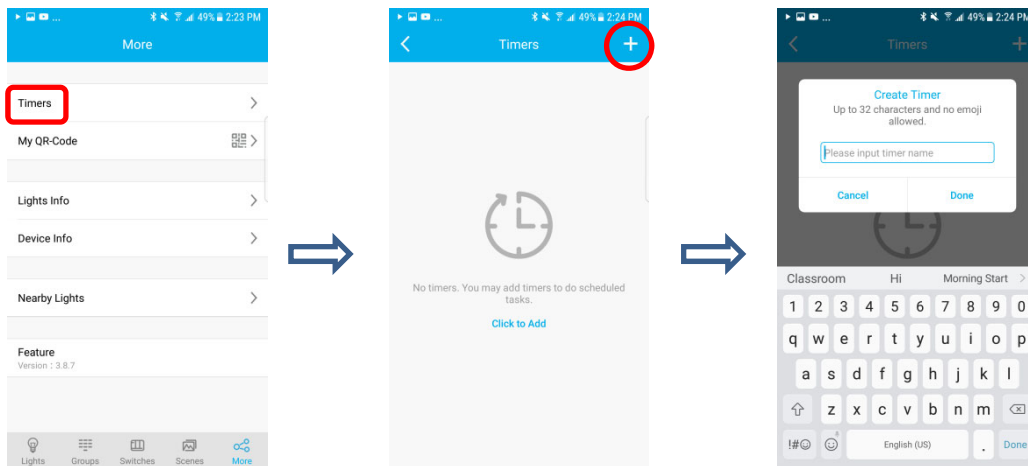 49% 2:23 PM
More
Timers
My QR-Code
Lights Info
Device Info
Nearby Lights
Feature
Version : 3.8.7
Lights Groups Switches Scenes More
... 49% 2:24 PM
Timers
No timers. You may add timers to do scheduled
tasks.
Click to Add
... 49% 2:24 PM
Timers
Create Timer
Up to 32 characters and no emoji
allowed.
Please input timer name
Cancel Done
Classroom Hi Morning Start
1 2 3 4 5 6 7 8 9 0
q w e r t y u i o p
a s d f g h j k l
z x c v b n m
!#☺ English (US) . Done